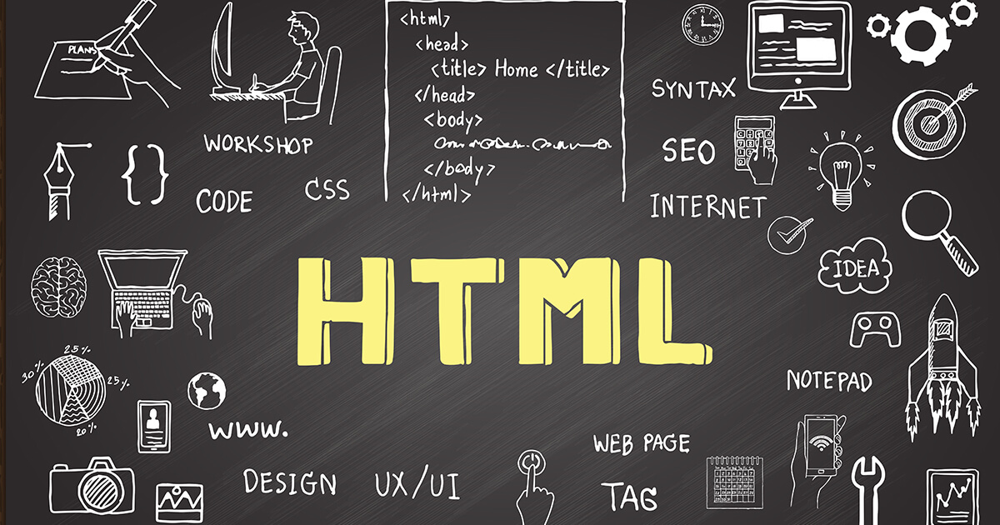 PLANS
<html>
<head>
<title> Home </title>
</head>
<body>
</body>
</html>
WORKSHOP
CODE
CSS
SYNTAX
SEO
INTERNET
IDEA
HTML
25%
30%
25%
20%
www.
NOTEPAD
WEB PAGE
DESIGN
UX/UI
TAG